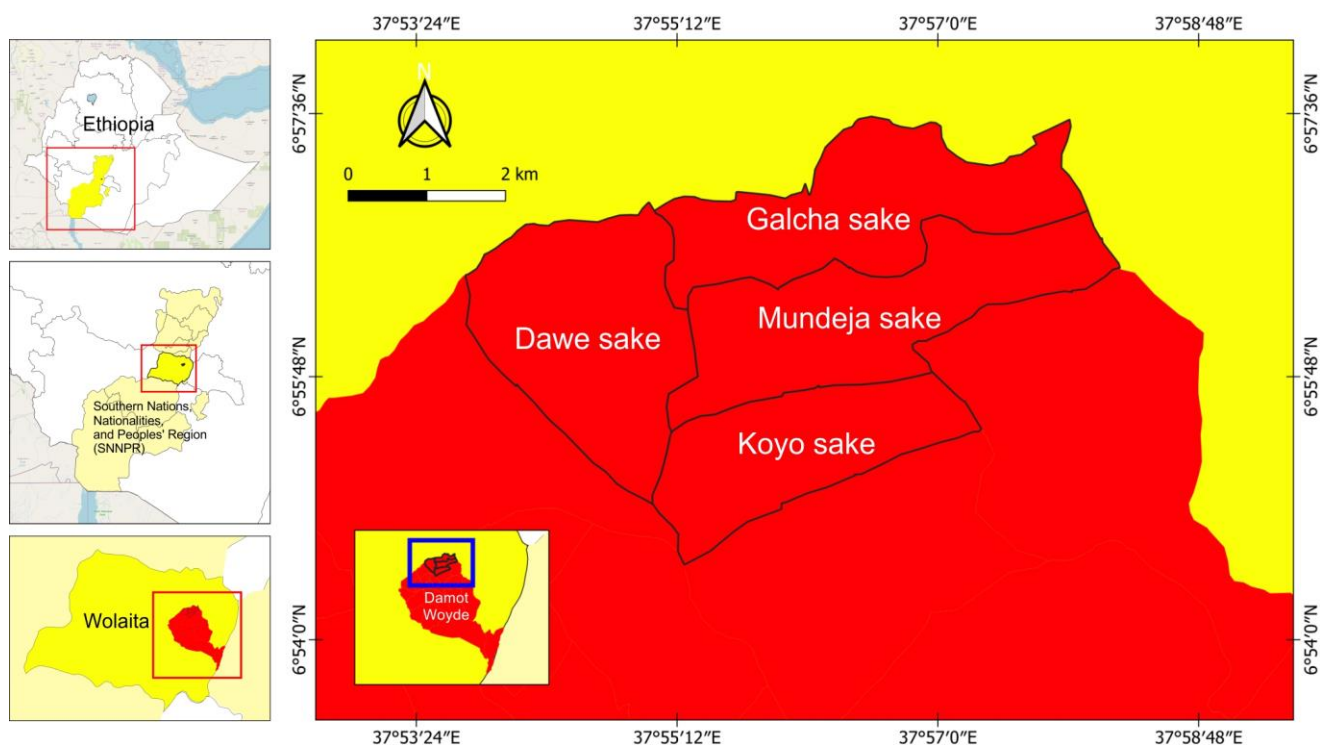 Ethiopia
Southern Nations,
Nationalities,
and Peoples' Region
(SNNPR)
Wolaita
37°53′24″E 37°55′12″E 37°57′0″E 37°58′48″E
6°57′36″N 6°57′36″N
N
0 1 2 km
Galcha sake
Mundeja sake
Dawe sake
6°55′48″N 6°55′48″N
Koyo sake
Damot
Woyde
6°54′0″N 6°54′0″N
37°53′24″E 37°55′12″E 37°57′0″E 37°58′48″E